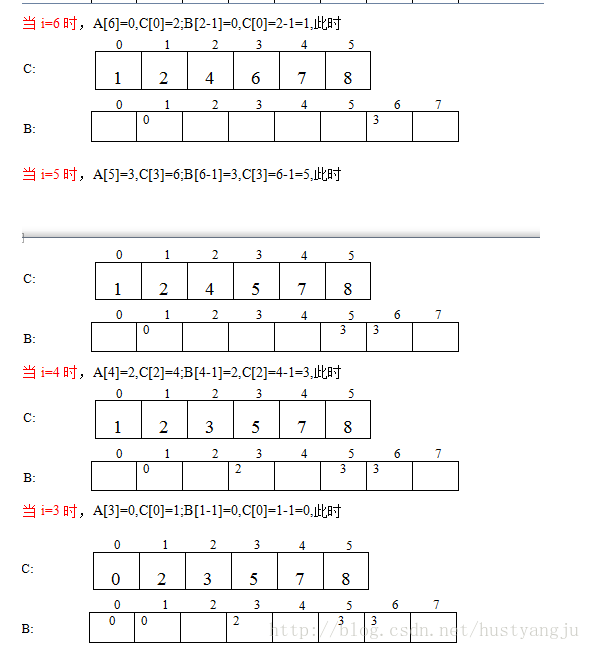 当 i=6 时，A[6]=0,C[0]=2;B[2-1]=0,C[0]=2-1=1,此时
0 1 2 3 4 5
C: 1 2 4 6 7 8
0 1 2 3 4 5 6 7
B: 0 3
当 i=5 时，A[5]=3,C[3]=6;B[6-1]=3,C[3]=6-1=5,此时
0 1 2 3 4 5
C: 1 2 4 5 7 8
0 1 2 3 4 5 6 7
B: 0 3 3
当 i=4 时，A[4]=2,C[2]=4;B[4-1]=2,C[2]=4-1=3,此时
0 1 2 3 4 5
C: 1 2 3 5 7 8
0 1 2 3 4 5 6 7
B: 0 2 3 3
当 i=3 时，A[3]=0,C[0]=1;B[1-1]=0,C[0]=1-1=0,此时
0 1 2 3 4 5
C: 0 2 3 5 7 8
0 1 2 3 4 5 6 7
B: 0 0 2 3 3
http://blog.csdn.net/hustyangju